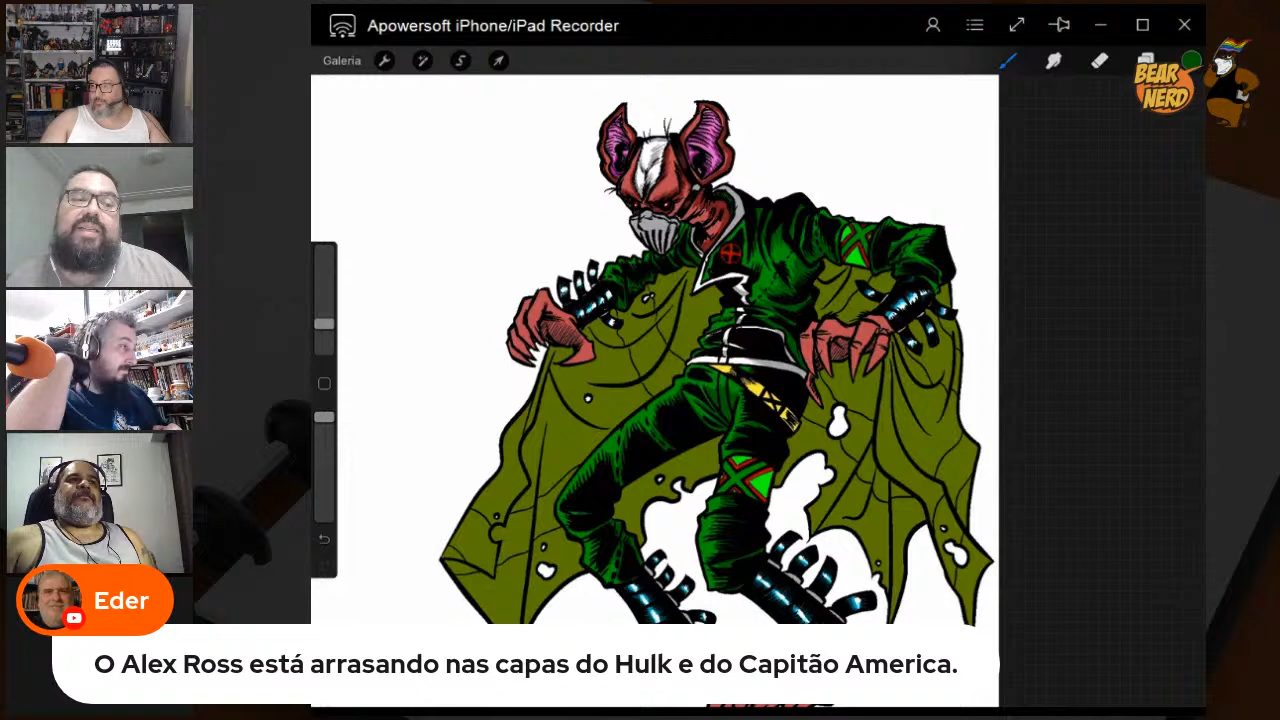 Apowersoft iPhone/iPad Recorder
Galeria
BEAR
NERD
Eder
O Alex Ross está arrasando nas capas do Hulk e do Capitão America.